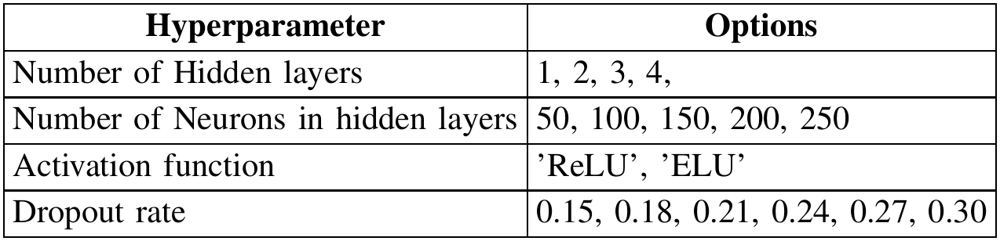 Hyperparameter Options
Number of Hidden layers 1, 2, 3, 4,
Number of Neurons in hidden layers 50, 100, 150, 200, 250
Activation function ’ReLU’, ’ELU’
Dropout rate 0.15, 0.18, 0.21, 0.24, 0.27, 0.30